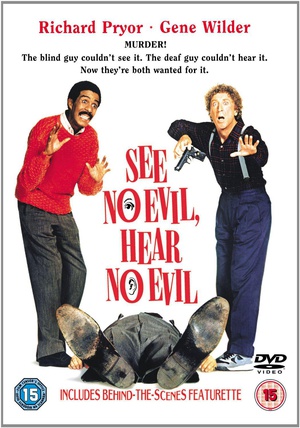 Richard Pryor · Gene Wilder
MURDER!
The blind guy couldn't see it. The deaf guy couldn't hear it.
Now they're both wanted for it.
SEE
NO EVIL,
HEAR
NO EVIL
DVD
VIDEO
INCLUDES BEHIND-THE-SCENES FEATURETTE
15
15